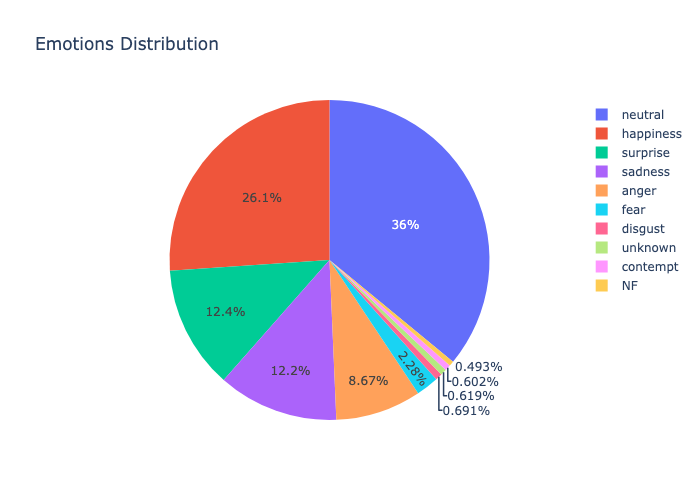 Emotions Distribution
neutral
happiness
surprise
sadness
anger
fear
disgust
unknown
contempt
NF
36%
26.1%
12.4%
12.2%
8.67%
2.28%
0.493%
0.602%
0.619%
0.691%